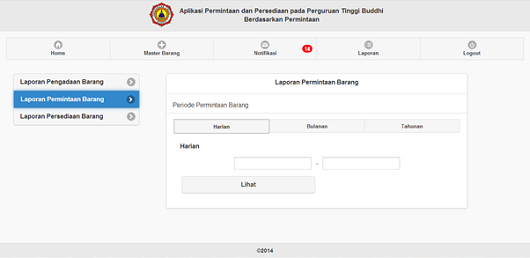 Aplikasi Permintaan dan Persediaan pada Perguruan Tinggi Buddhi
Berdasarkan Permintaan
Home
Master Barang
Notifikasi
14
Laporan
Logout
Laporan Pengadaan Barang
Laporan Permintaan Barang
Laporan Persediaan Barang
Laporan Permintaan Barang
Periode Permintaan Barang
Harian
Bulanan
Tahunan
Harian
-
Lihat
©2014